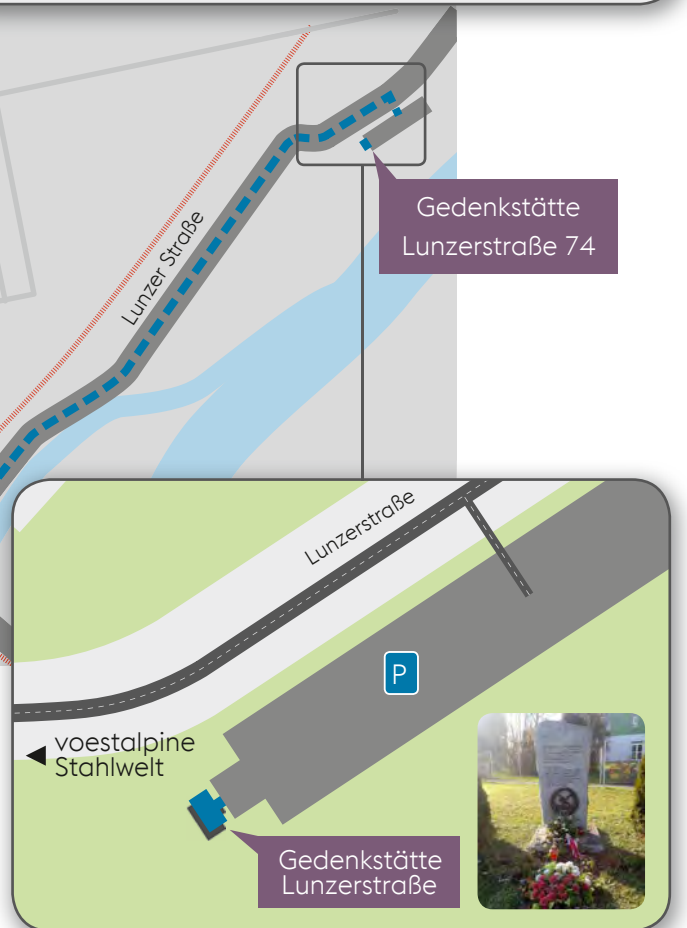 Gedenkstätte
Lunzerstraße 74
Lunzer Straße
Lunzerstraße
P
voestalpine
Stahlwelt
Gedenkstätte
Lunzerstraße